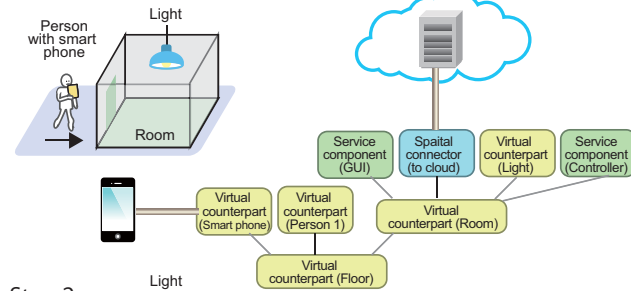 Person
with smart
phone
Light
Room
Service
component
(GUI)
Spaital
connector
(to cloud)
Virtual
counterpart
(Light)
Service
component
(Controller)
Virtual
counterpart
(Smart phone)
Virtual
counterpart
(Person 1)
Virtual
counterpart (Room)
Virtual
counterpart (Floor)
Light